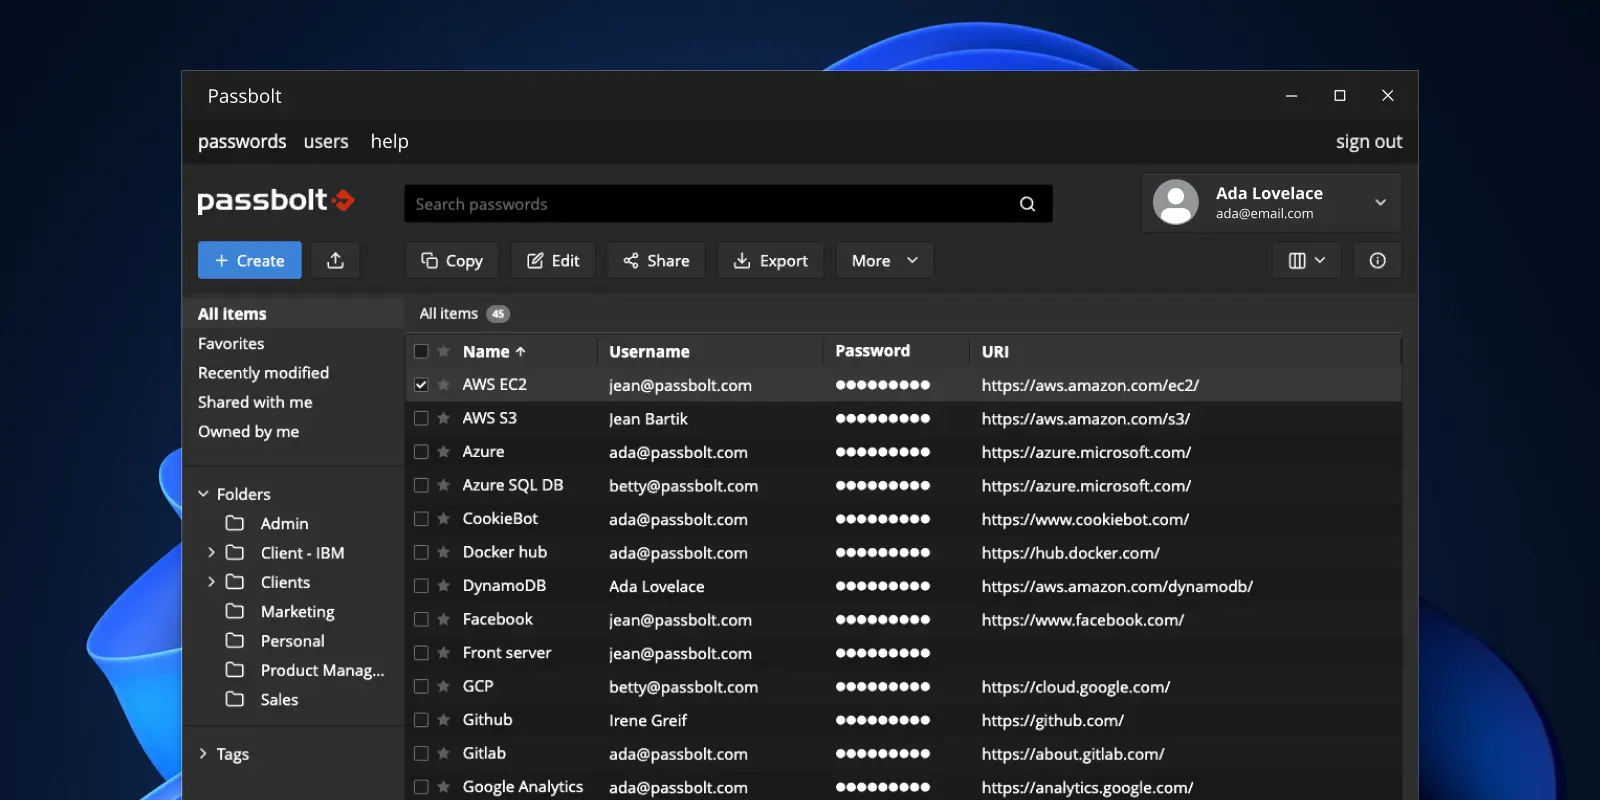 Passbolt
passwords users help sign out
passbolt
Search passwords
Ada Lovelace
ada@email.com
Create Copy Edit Share Export More
All items
Favorites
Recently modified
Shared with me
Owned by me
Folders
Admin
Client - IBM
Clients
Marketing
Personal
Product Manag...
Sales
Tags
All items 45
Name Username Password URI
AWS EC2 jean@passbolt.com ●●●●●●●●● https://aws.amazon.com/ec2/
AWS S3 Jean Bartik ●●●●●●●●● https://aws.amazon.com/s3/
Azure ada@passbolt.com ●●●●●●●●● https://azure.microsoft.com/
Azure SQL DB betty@passbolt.com ●●●●●●●●● https://azure.microsoft.com/
CookieBot ada@passbolt.com ●●●●●●●●● https://www.cookiebot.com/
Docker hub ada@passbolt.com ●●●●●●●●● https://hub.docker.com/
DynamoDB Ada Lovelace ●●●●●●●●● https://aws.amazon.com/dynamodb/
Facebook jean@passbolt.com ●●●●●●●●● https://www.facebook.com/
Front server jean@passbolt.com ●●●●●●●●●
GCP betty@passbolt.com ●●●●●●●●● https://cloud.google.com/
Github Irene Greif ●●●●●●●●● https://github.com/
Gitlab ada@passbolt.com ●●●●●●●●● https://about.gitlab.com/
Google Analytics ada@passbolt.com ●●●●●●●●● https://analytics.google.com/